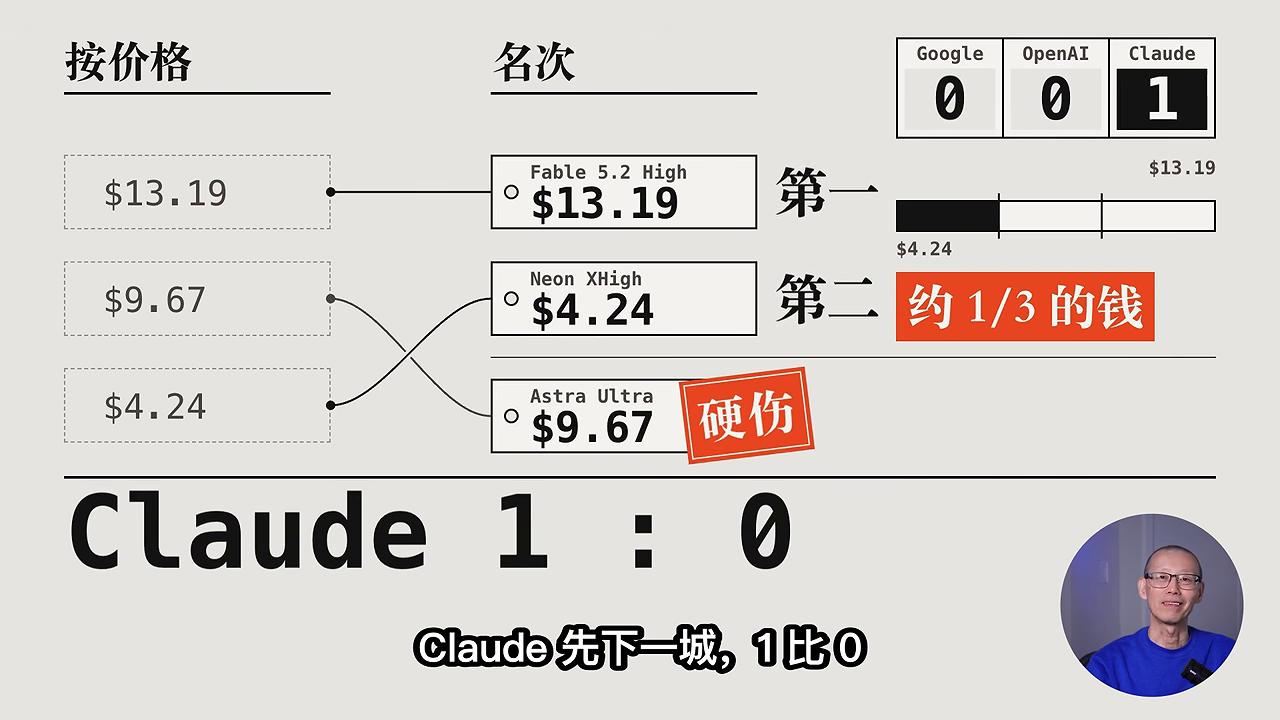 按价格
$13.19
$9.67
$4.24
名次
Fable 5.2 High
$13.19
第一
Neon XHigh
$4.24
第二
Astra Ultra
$9.67
硬伤
Google
0
OpenAI
0
Claude
1
$13.19
$4.24
约 1/3 的钱
Claude 1 : 0
Claude 先下一城，1 比 0